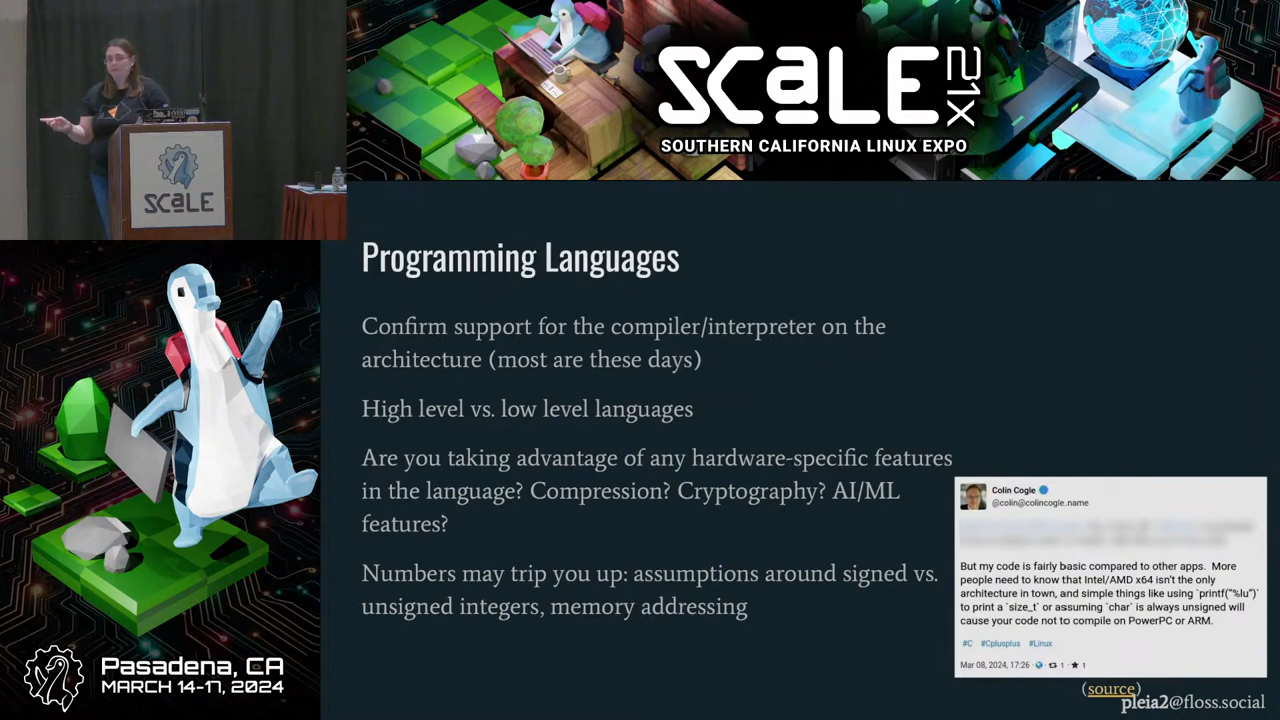 SCALE 21X
SOUTHERN CALIFORNIA LINUX EXPO
SCALE
Programming Languages
Confirm support for the compiler/interpreter on the
architecture (most are these days)
High level vs. low level languages
Are you taking advantage of any hardware-specific features
in the language? Compression? Cryptography? AI/ML
features?
Numbers may trip you up: assumptions around signed vs.
unsigned integers, memory addressing
Colin Cogle
@colin@colincogle.name
But my code is fairly basic compared to other apps. More
people need to know that Intel/AMD x64 isn't the only
architecture in town, and simple things like using `printf("%lu")`
to print a `size_t` or assuming `char` is always unsigned will
cause your code not to compile on PowerPC or ARM.
#C #Cplusplus #Linux
Mar 08, 2024, 17:26 · 1 · 1
(source)
pleia2@floss.social
Pasadena, CA
MARCH 14-17, 2024